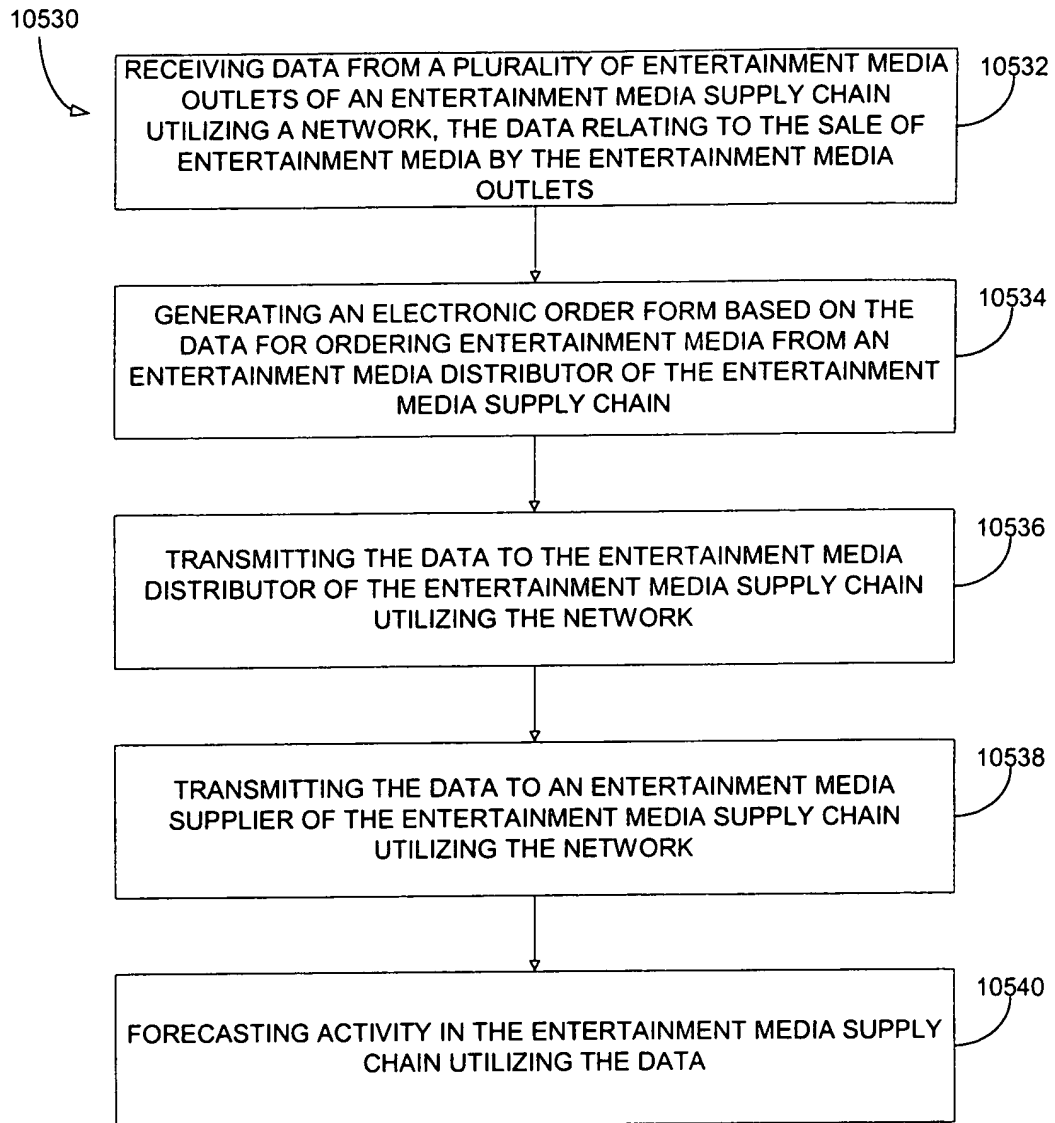 10530
RECEIVING DATA FROM A PLURALITY OF ENTERTAINMENT MEDIA
OUTLETS OF AN ENTERTAINMENT MEDIA SUPPLY CHAIN
UTILIZING A NETWORK, THE DATA RELATING TO THE SALE OF
ENTERTAINMENT MEDIA BY THE ENTERTAINMENT MEDIA
OUTLETS
10532
GENERATING AN ELECTRONIC ORDER FORM BASED ON THE
DATA FOR ORDERING ENTERTAINMENT MEDIA FROM AN
ENTERTAINMENT MEDIA DISTRIBUTOR OF THE ENTERTAINMENT
MEDIA SUPPLY CHAIN
10534
TRANSMITTING THE DATA TO THE ENTERTAINMENT MEDIA
DISTRIBUTOR OF THE ENTERTAINMENT MEDIA SUPPLY CHAIN
UTILIZING THE NETWORK
10536
TRANSMITTING THE DATA TO AN ENTERTAINMENT MEDIA
SUPPLIER OF THE ENTERTAINMENT MEDIA SUPPLY CHAIN
UTILIZING THE NETWORK
10538
FORECASTING ACTIVITY IN THE ENTERTAINMENT MEDIA SUPPLY
CHAIN UTILIZING THE DATA
10540